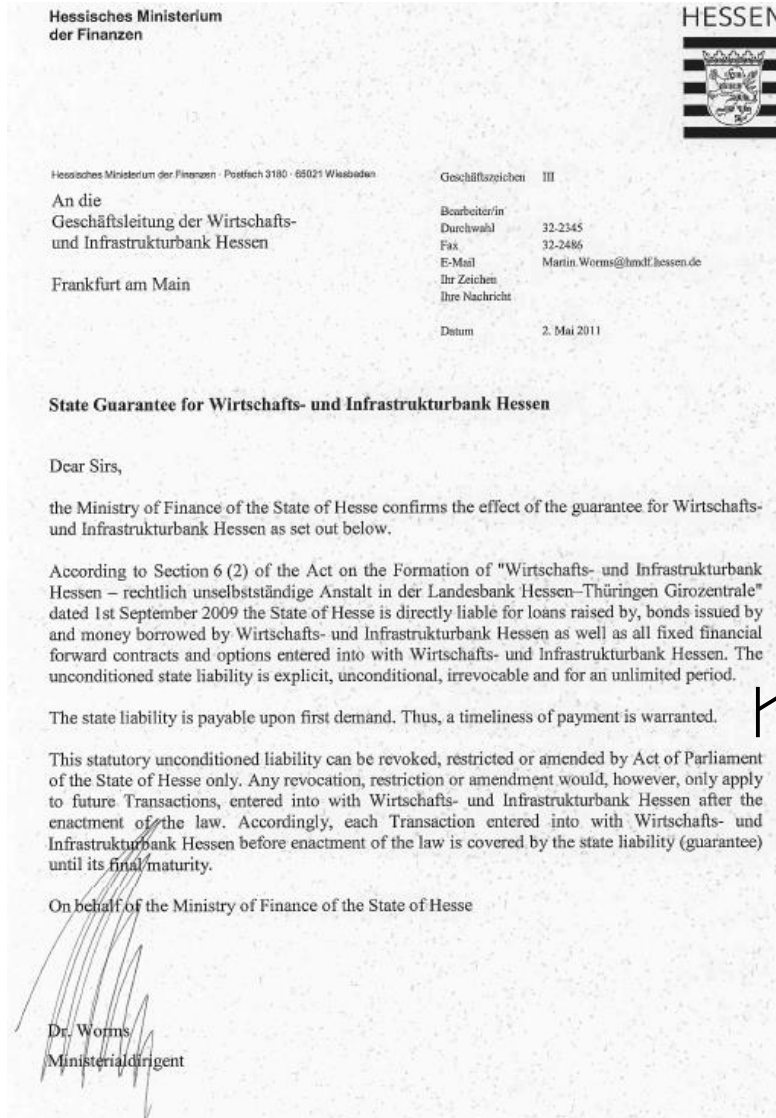 Hessisches Ministerium
der Finanzen
HESSEN
Hessisches Ministerium der Finanzen · Postfach 3180 · 65021 Wiesbaden
An die
Geschäftsleitung der Wirtschafts-
und Infrastrukturbank Hessen
Frankfurt am Main
Geschäftszeichen III
Bearbeiter/in
Durchwahl 32-2345
Fax 32-2486
E-Mail Martin.Worms@hmdf.hessen.de
Ihr Zeichen
Ihre Nachricht
Datum 2. Mai 2011
State Guarantee for Wirtschafts- und Infrastrukturbank Hessen
Dear Sirs,
the Ministry of Finance of the State of Hesse confirms the effect of the guarantee for Wirtschafts-
und Infrastrukturbank Hessen as set out below.
According to Section 6 (2) of the Act on the Formation of "Wirtschafts- und Infrastrukturbank
Hessen – rechtlich unselbstständige Anstalt in der Landesbank Hessen–Thüringen Girozentrale"
dated 1st September 2009 the State of Hesse is directly liable for loans raised by, bonds issued by
and money borrowed by Wirtschafts- und Infrastrukturbank Hessen as well as all fixed financial
forward contracts and options entered into with Wirtschafts- und Infrastrukturbank Hessen. The
unconditioned state liability is explicit, unconditional, irrevocable and for an unlimited period.
The state liability is payable upon first demand. Thus, a timeliness of payment is warranted.
This statutory unconditioned liability can be revoked, restricted or amended by Act of Parliament
of the State of Hesse only. Any revocation, restriction or amendment would, however, only apply
to future Transactions, entered into with Wirtschafts- und Infrastrukturbank Hessen after the
enactment of the law. Accordingly, each Transaction entered into with Wirtschafts- und
Infrastrukturbank Hessen before enactment of the law is covered by the state liability (guarantee)
until its final maturity.
On behalf of the Ministry of Finance of the State of Hesse
Dr. Worms
Ministerialdirigent